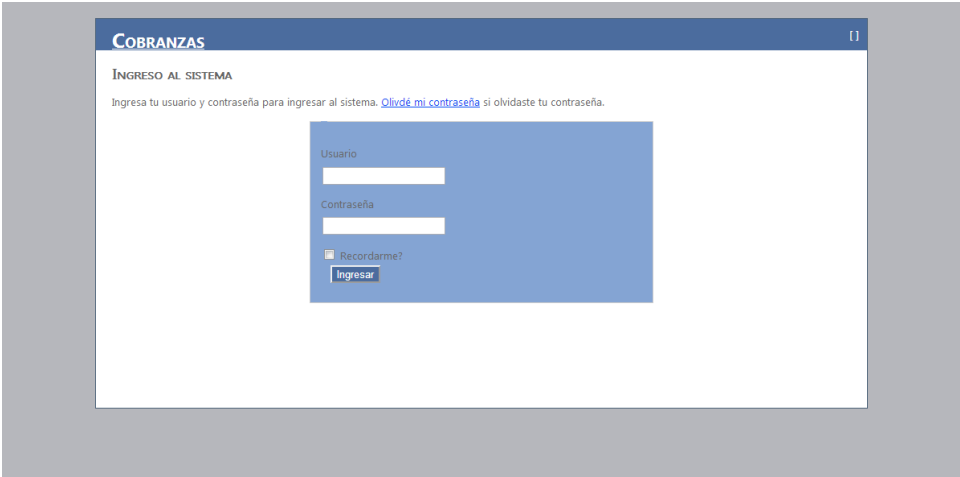 COBRANZAS
[ ]
INGRESO AL SISTEMA
Ingresa tu usuario y contraseña para ingresar al sistema. Olivdé mi contraseña si olvidaste tu contraseña.
Usuario
Contraseña
Recordarme?
Ingresar